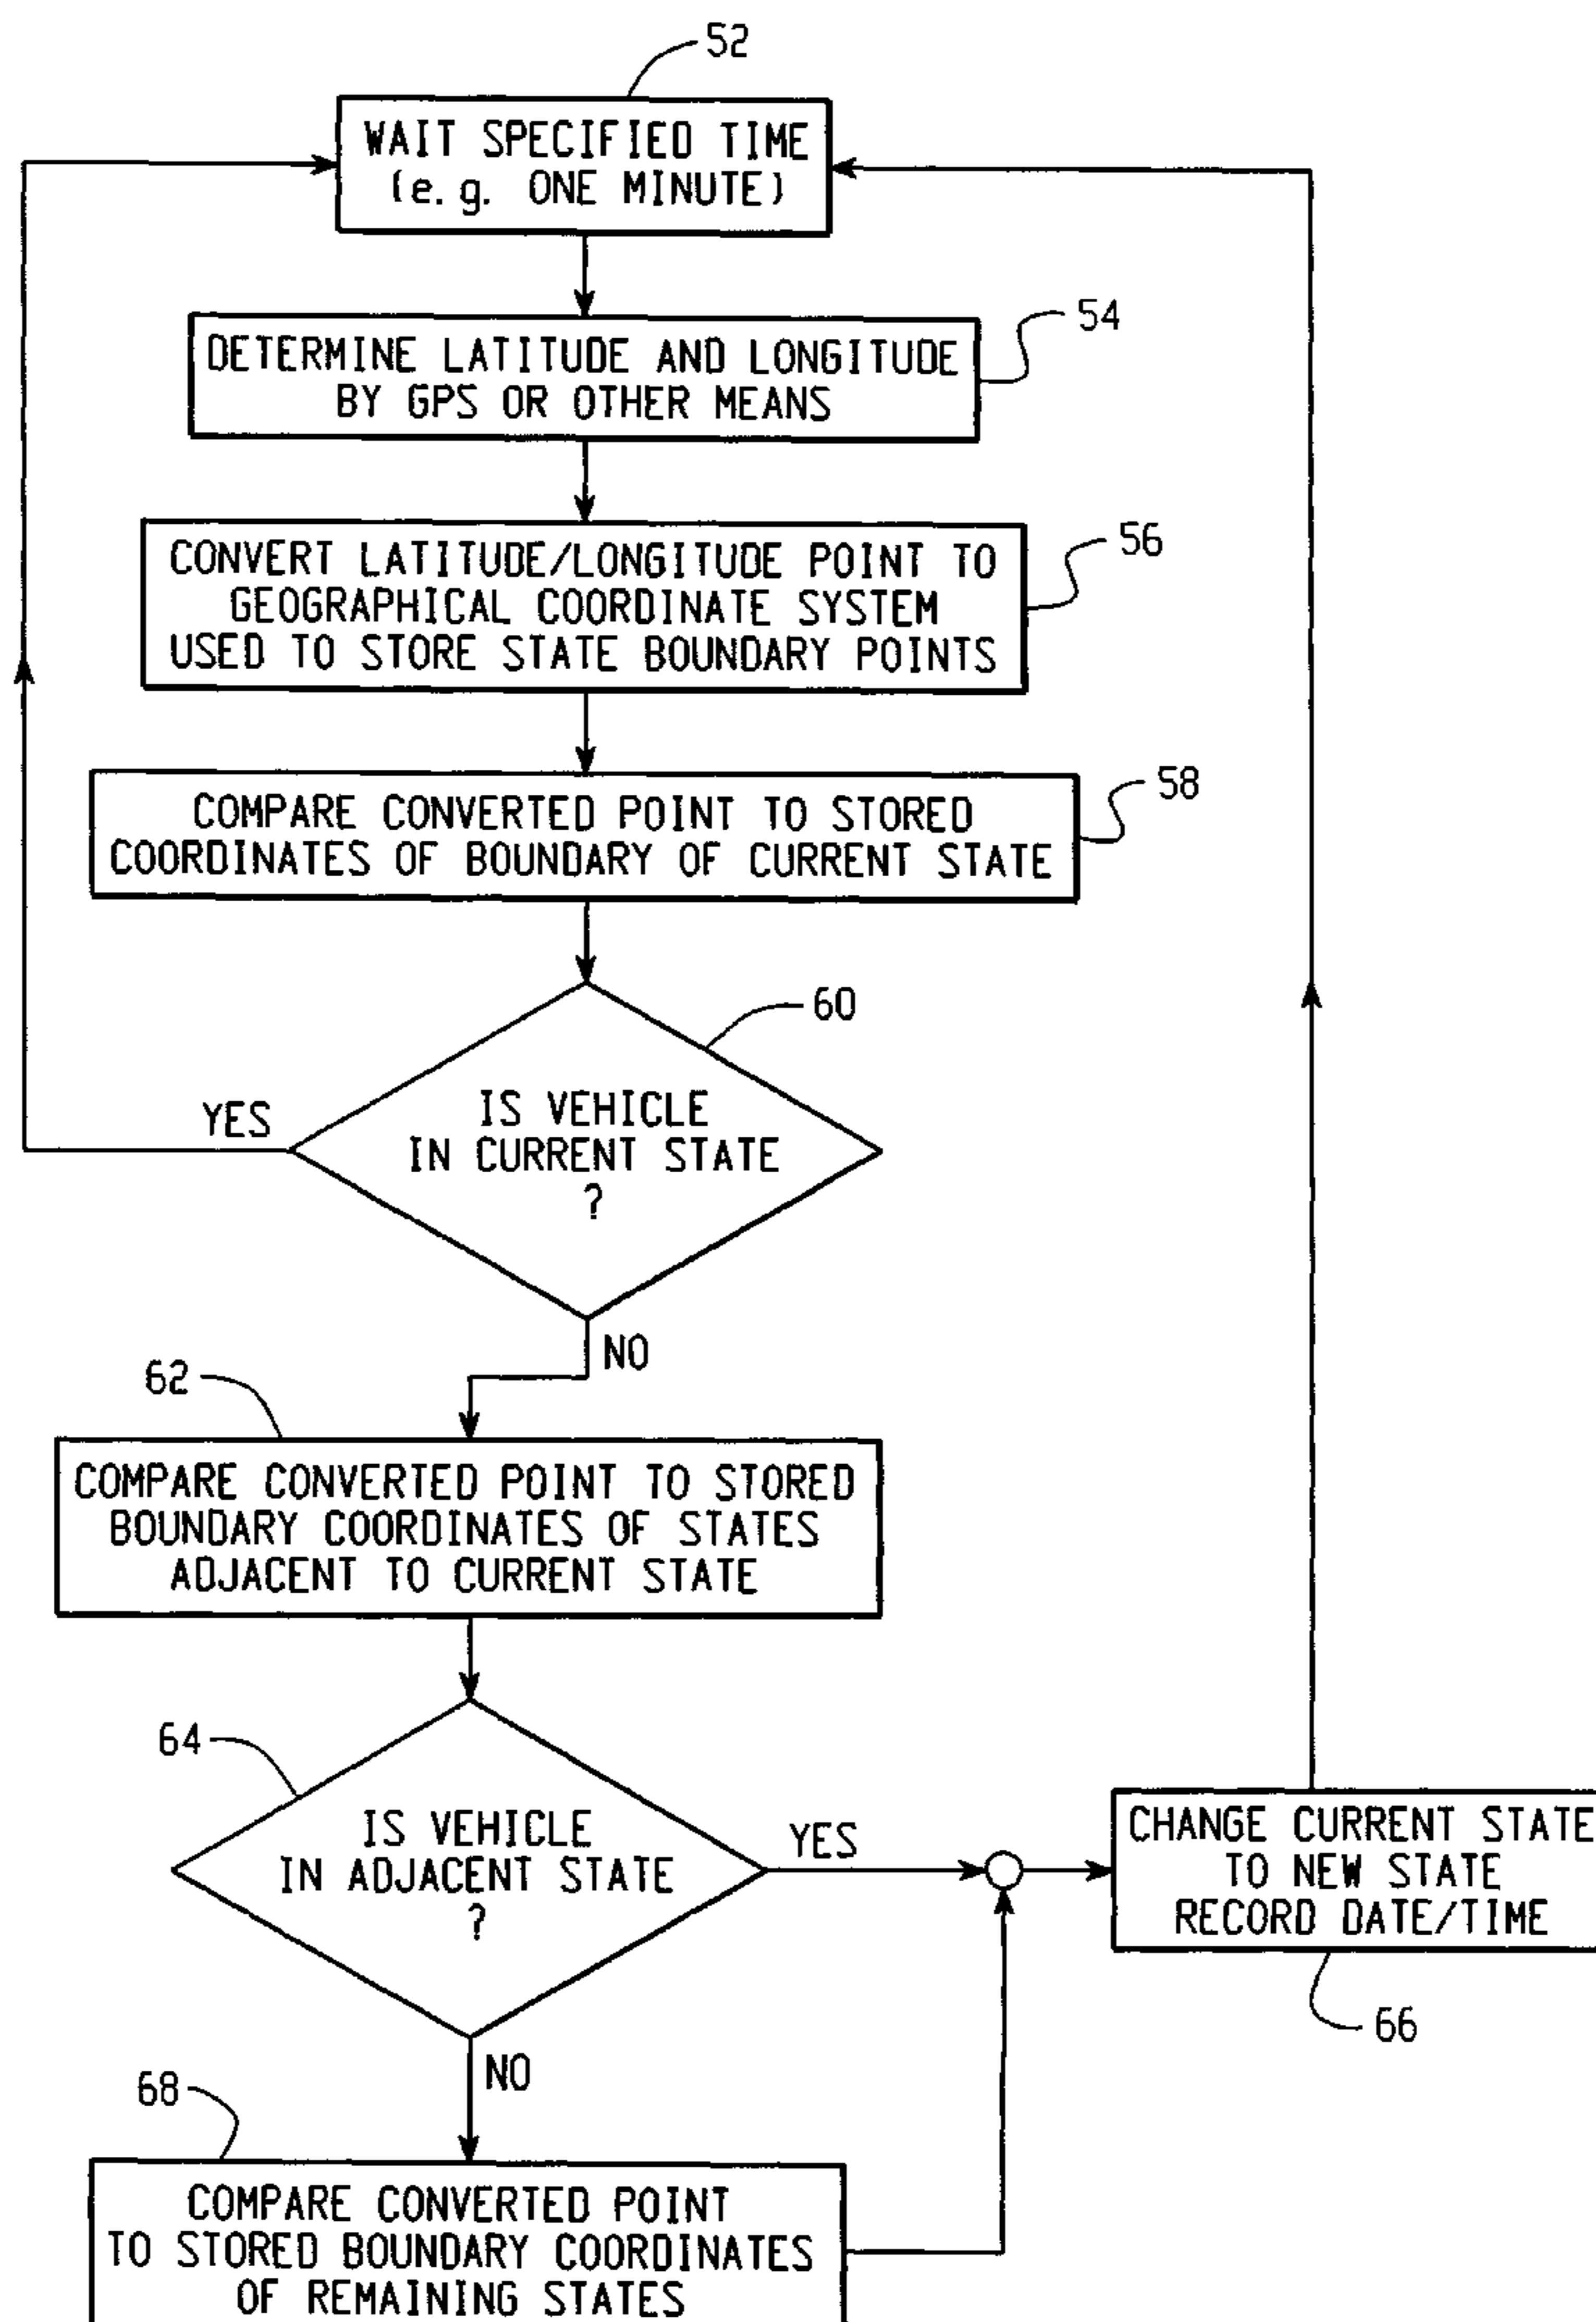 52
WAIT SPECIFIED TIME
(e.g. ONE MINUTE)
54
DETERMINE LATITUDE AND LONGITUDE
BY GPS OR OTHER MEANS
56
CONVERT LATITUDE/LONGITUDE POINT TO
GEOGRAPHICAL COORDINATE SYSTEM
USED TO STORE STATE BOUNDARY POINTS
58
COMPARE CONVERTED POINT TO STORED
COORDINATES OF BOUNDARY OF CURRENT STATE
60
YES
IS VEHICLE
IN CURRENT STATE
?
NO
62
COMPARE CONVERTED POINT TO STORED
BOUNDARY COORDINATES OF STATES
ADJACENT TO CURRENT STATE
64
IS VEHICLE
IN ADJACENT STATE
?
YES
CHANGE CURRENT STATE
TO NEW STATE
RECORD DATE/TIME
66
NO
68
COMPARE CONVERTED POINT
TO STORED BOUNDARY COORDINATES
OF REMAINING STATES